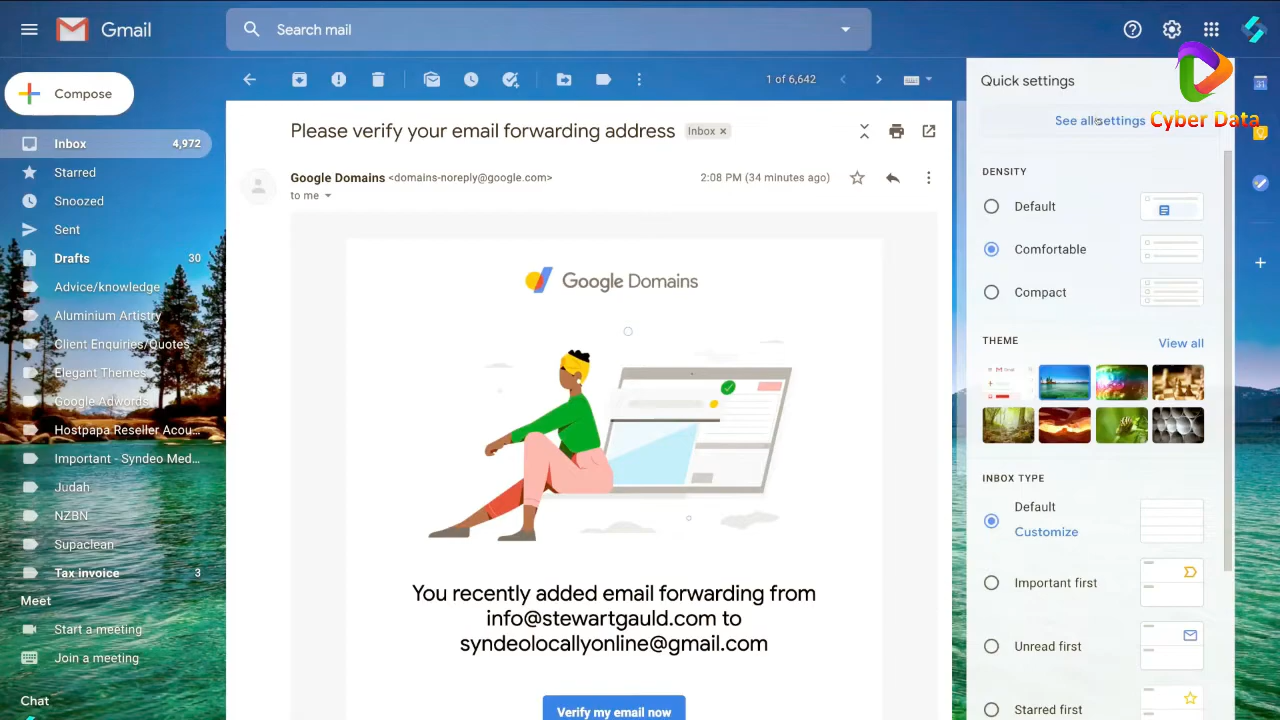 Gmail
Search mail
Compose
1 of 6,642
Quick settings
See all settings
Cyber Data
31
Inbox 4,972
Starred
Snoozed
Sent
Drafts 30
Advice/knowledge
Aluminium Artistry
Client Enquiries/Quotes
Elegant Themes
Google Adwords
Hostpapa Reseller Acou...
Important - Syndeo Med...
Judah
NZBN
Supaclean
Tax invoice 3
Meet
Start a meeting
Join a meeting
Chat
Please verify your email forwarding address Inbox ×
Google Domains <domains-noreply@google.com>
2:08 PM (34 minutes ago)
to me
Google Domains
You recently added email forwarding from
info@stewartgauld.com to
syndeolocallyonline@gmail.com
Verify my email now
DENSITY
Default
Comfortable
Compact
THEME
View all
INBOX TYPE
Default
Customize
Important first
Unread first
Starred first